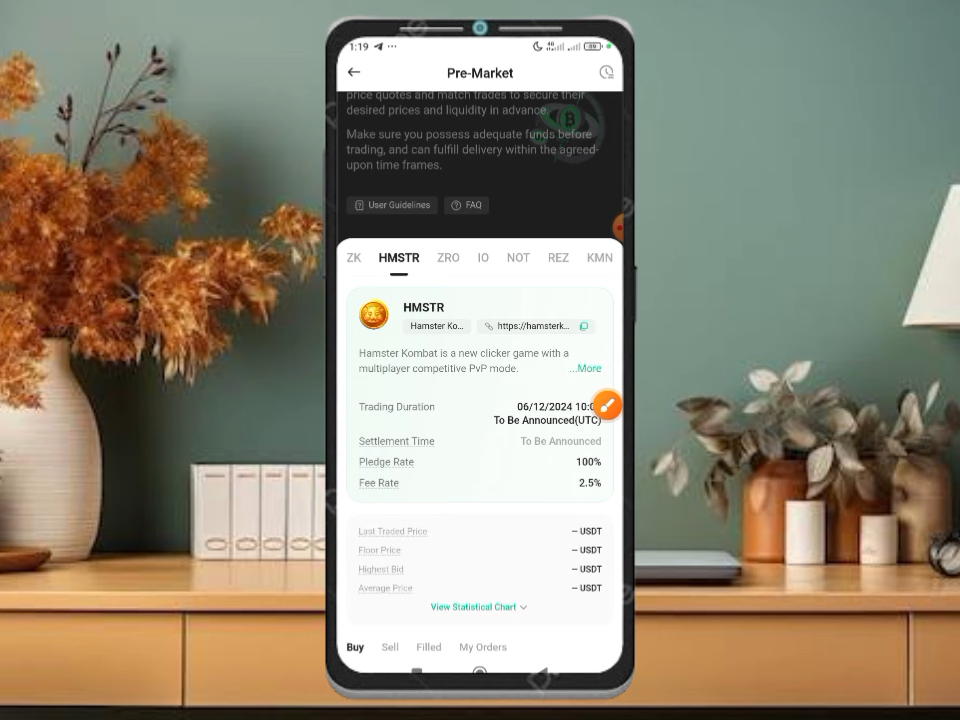 1:19
4G
89
Pre-Market
price quotes and match trades to secure their
desired prices and liquidity in advance.
Make sure you possess adequate funds before
trading, and can fulfill delivery within the agreed-
upon time frames.
User Guidelines FAQ
ZK HMSTR ZRO IO NOT REZ KMN
HMSTR
Hamster Ko... https://hamsterk...
Hamster Kombat is a new clicker game with a
multiplayer competitive PvP mode. ...More
Trading Duration 06/12/2024
To Be Announced(UTC)
Settlement Time To Be Announced
Pledge Rate 100%
Fee Rate 2.5%
Last Traded Price -- USDT
Floor Price -- USDT
Highest Bid -- USDT
Average Price -- USDT
View Statistical Chart
Buy Sell Filled My Orders